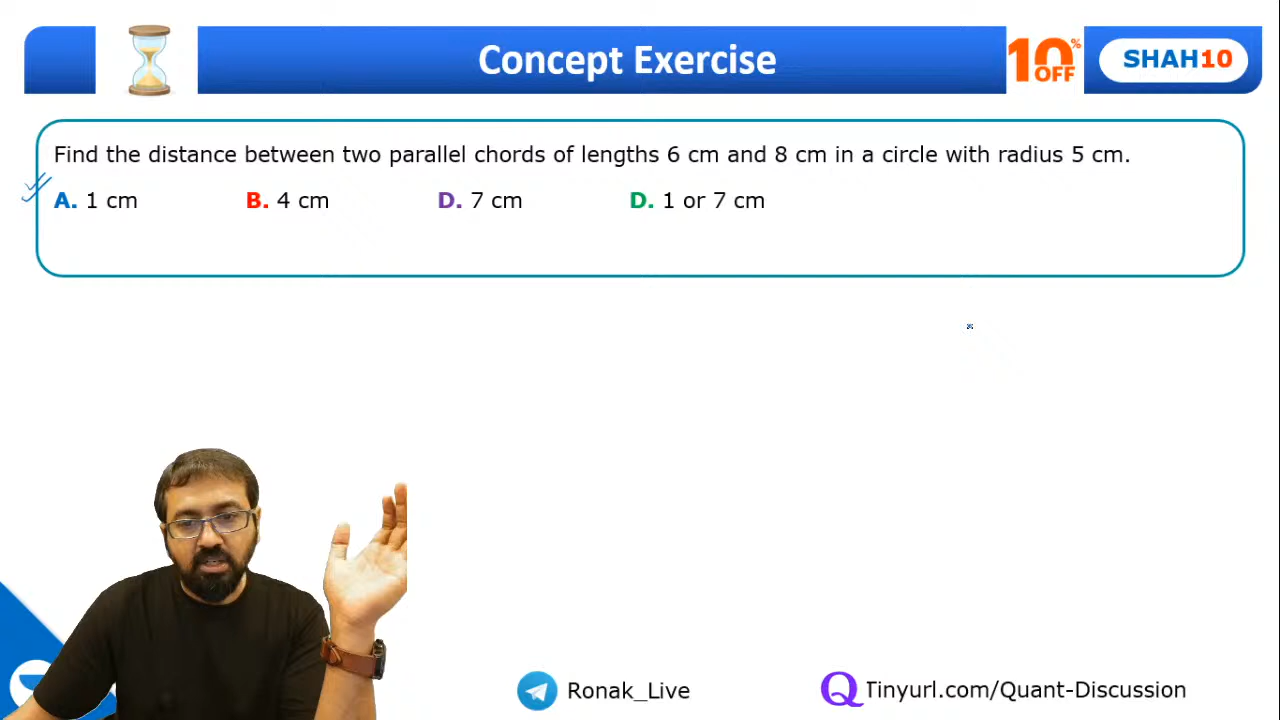 Concept Exercise
10% OFF
SHAH10
Find the distance between two parallel chords of lengths 6 cm and 8 cm in a circle with radius 5 cm.
A. 1 cm B. 4 cm D. 7 cm D. 1 or 7 cm
Ronak_Live
Q Tinyurl.com/Quant-Discussion